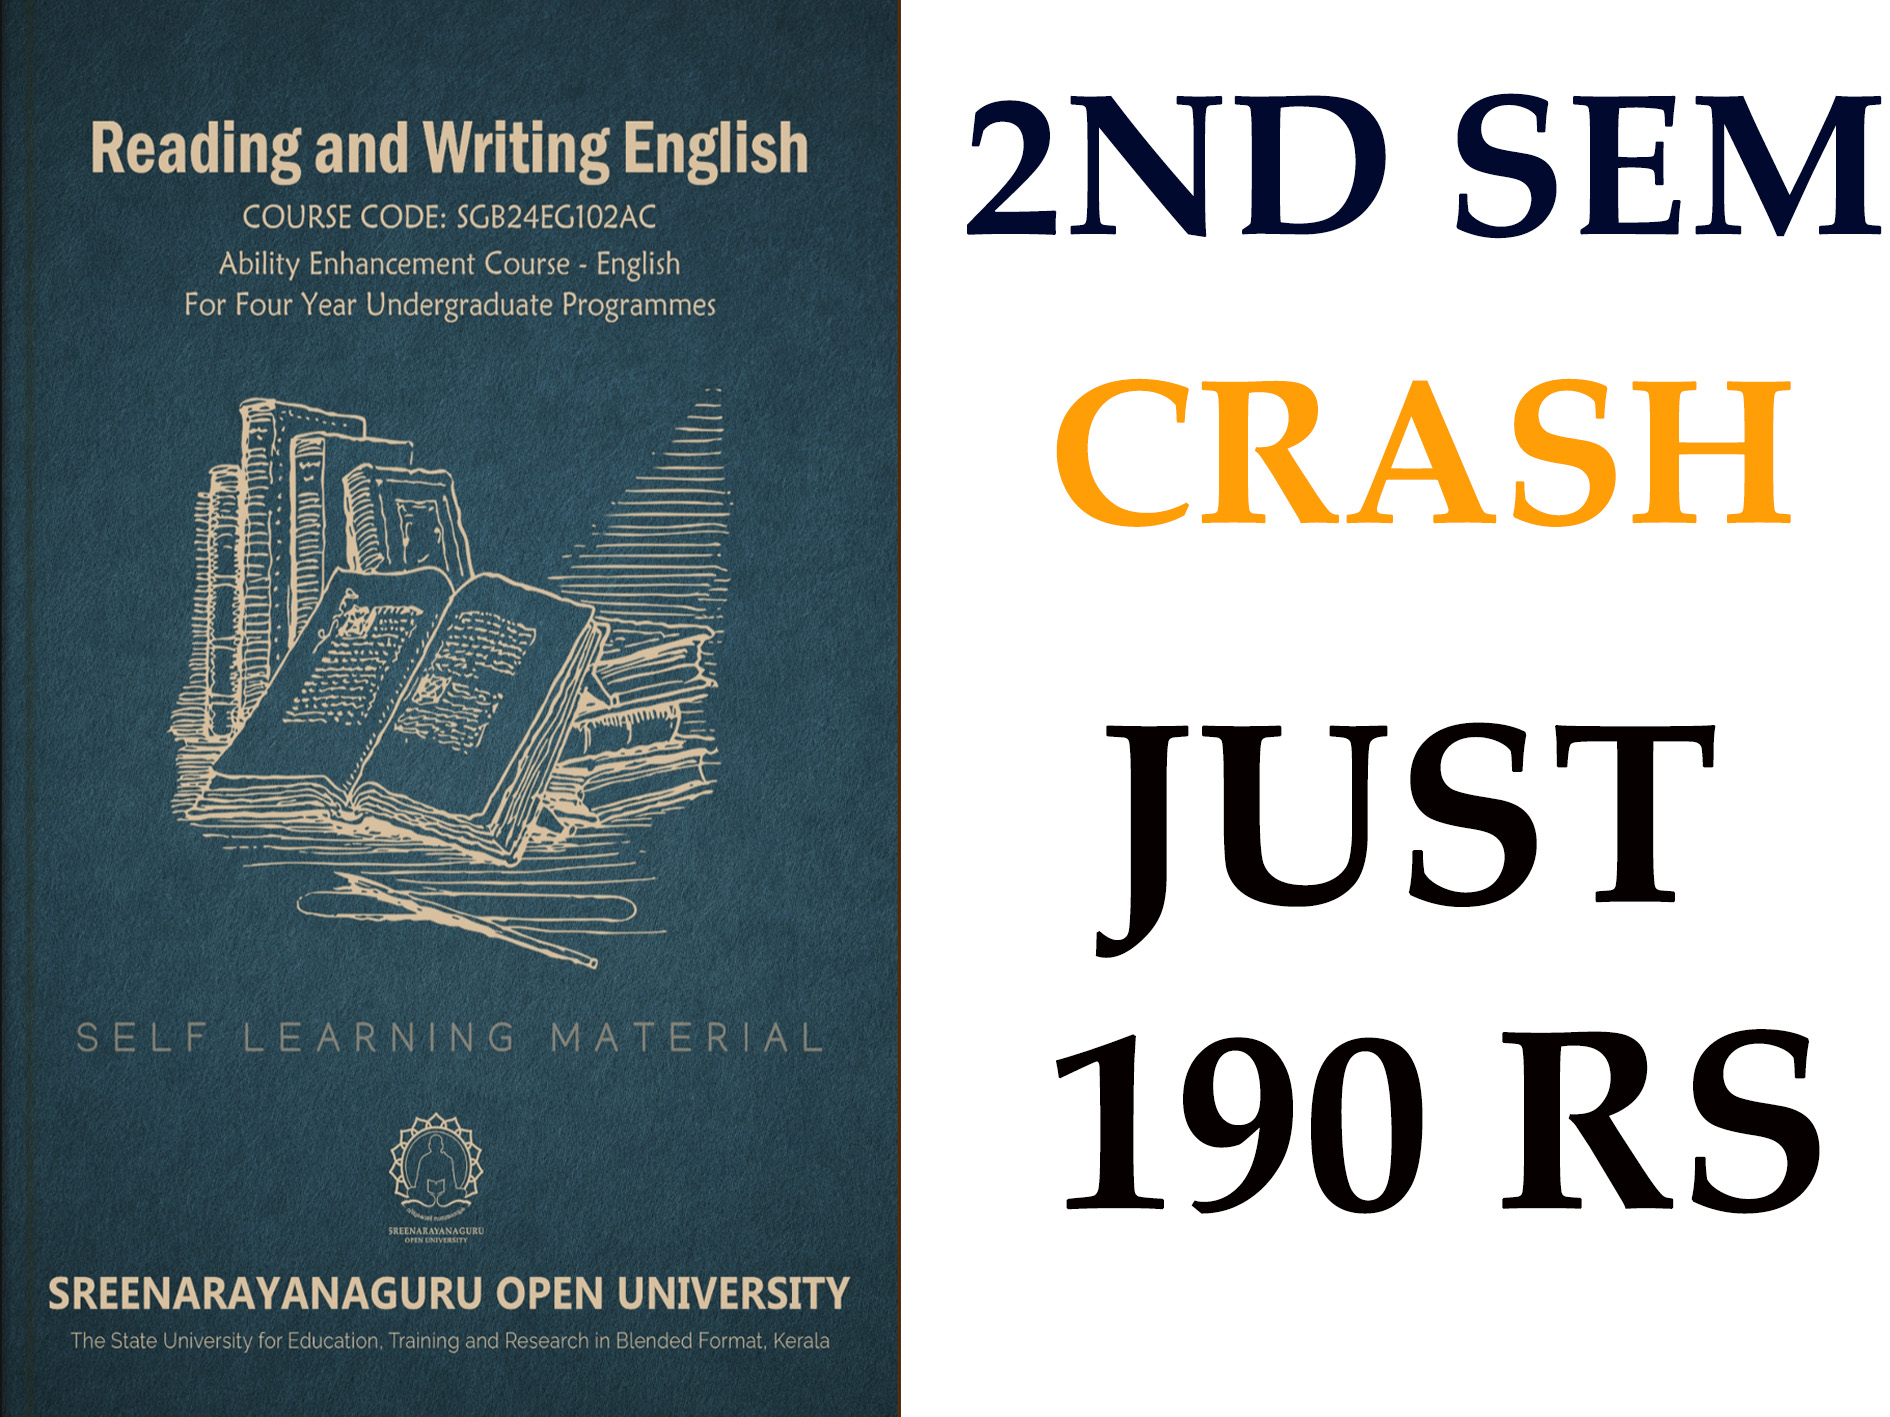 Reading and Writing English
COURSE CODE: SGB24EG102AC
Ability Enhancement Course - English
For Four Year Undergraduate Programmes
SELF LEARNING MATERIAL
SREENARAYANAGURU
OPEN UNIVERSITY
SREENARAYANAGURU OPEN UNIVERSITY
The State University for Education, Training and Research in Blended Format, Kerala
2ND SEM
CRASH
JUST
190 RS